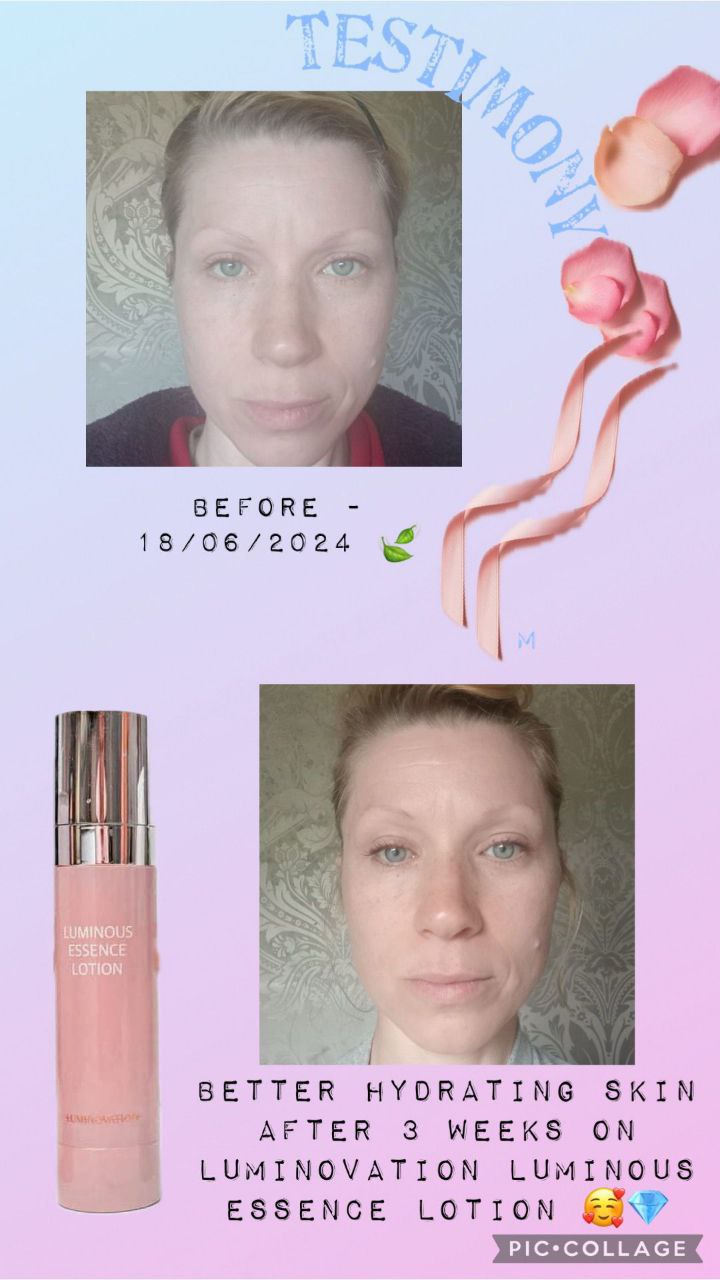 TESTIMONY
BEFORE -
18/06/2024 🍃
M
LUMINOUS
ESSENCE
LOTION
LUMINOVATION
BETTER HYDRATING SKIN
AFTER 3 WEEKS ON
LUMINOVATION LUMINOUS
ESSENCE LOTION 🥰💎
PIC•COLLAGE